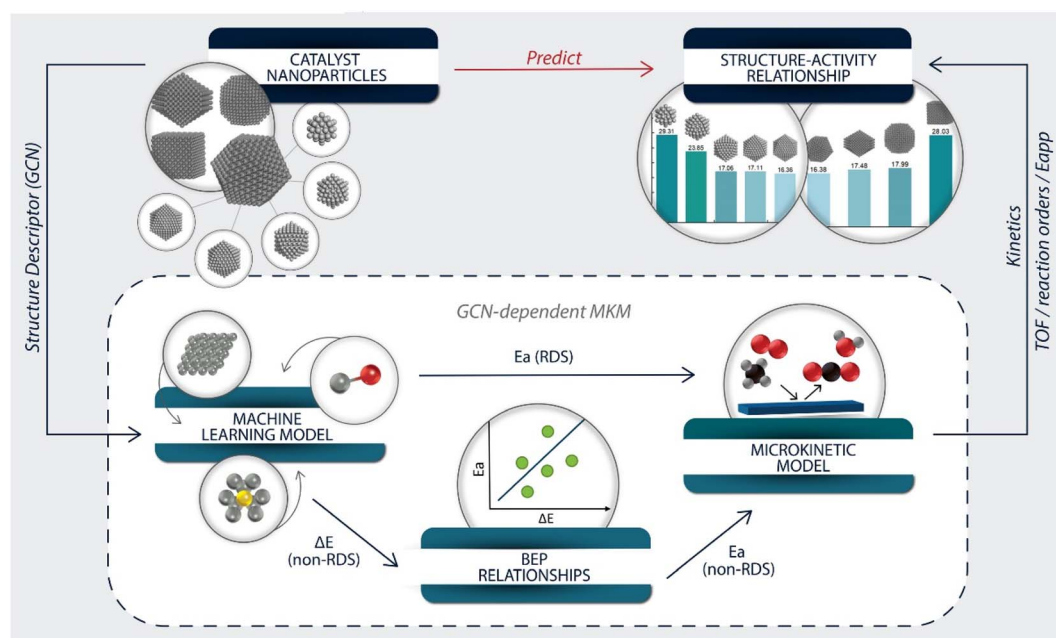 CATALYST
NANOPARTICLES
Predict
STRUCTURE-ACTIVITY
RELATIONSHIP
29.31
23.65
17.06
17.11
16.36
16.38
17.48
17.99
28.03
Structure Descriptor (GCN)
Kinetics
TOF / reaction orders / Eapp
GCN-dependent MKM
Ea (RDS)
MACHINE
LEARNING MODEL
MICROKINETIC
MODEL
Ea
ΔE
ΔE
(non-RDS)
BEP
RELATIONSHIPS
Ea
(non-RDS)